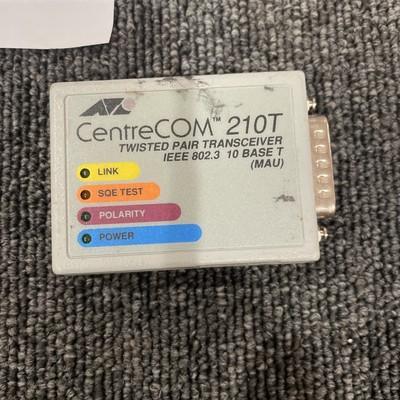 CentreCOM™ 210T
TWISTED PAIR TRANSCEIVER
IEEE 802.3 10 BASE T
(MAU)
LINK
SQE TEST
POLARITY
POWER